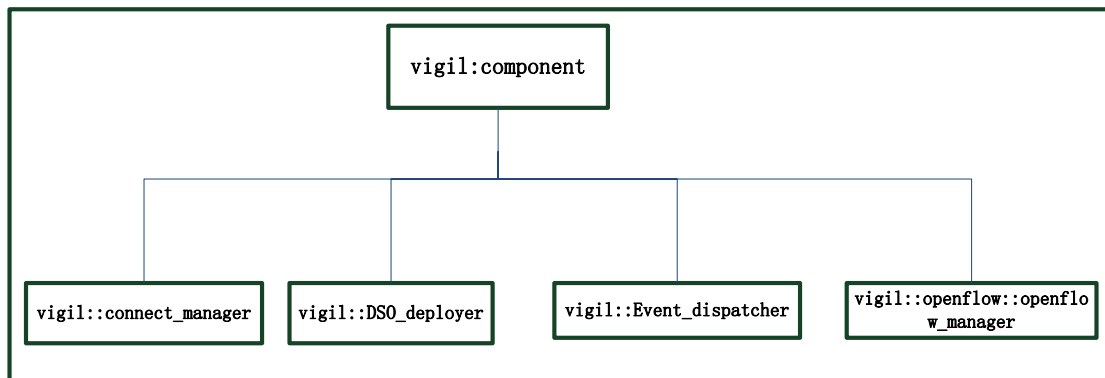 vigil:component
vigil::connect_manager
vigil::DSO_deployer
vigil::Event_dispatcher
vigil::openflow::openflo
w_manager